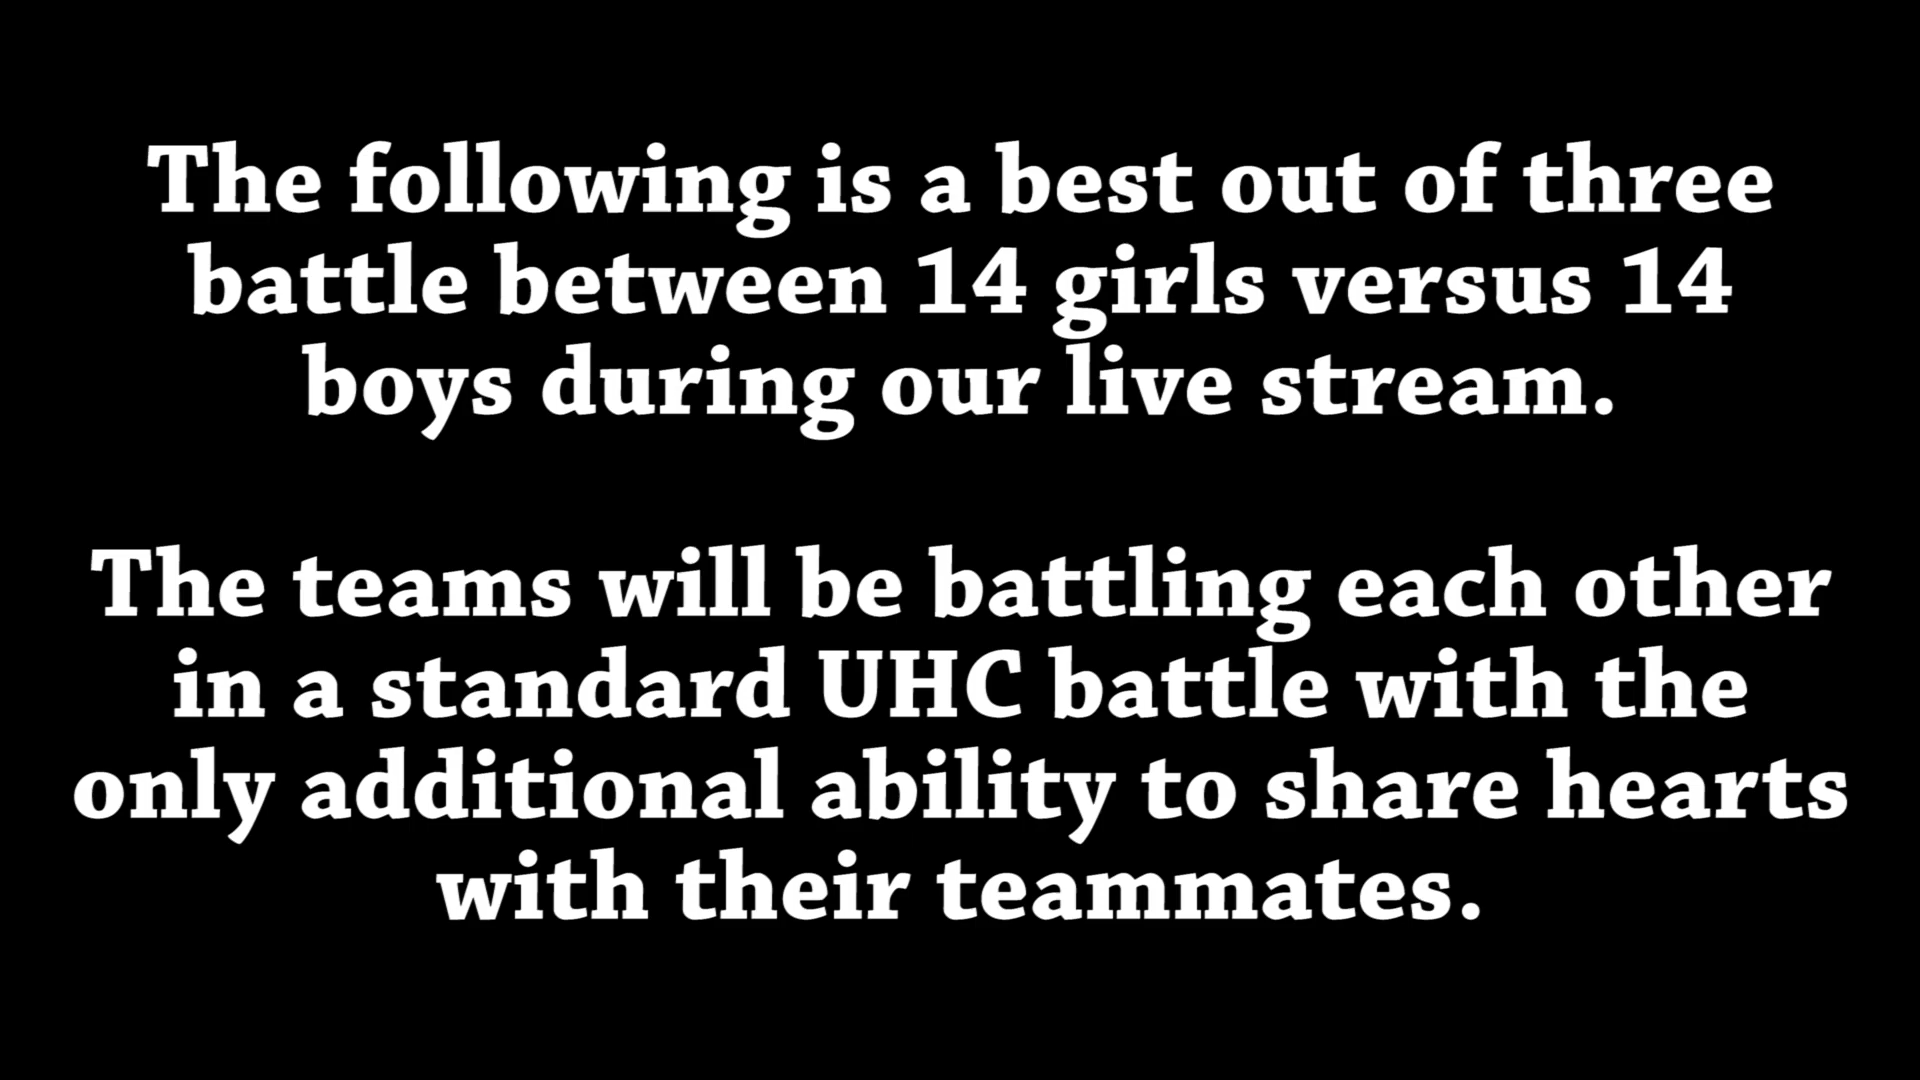 The following is a best out of three
battle between 14 girls versus 14
boys during our live stream.
The teams will be battling each other
in a standard UHC battle with the
only additional ability to share hearts
with their teammates.